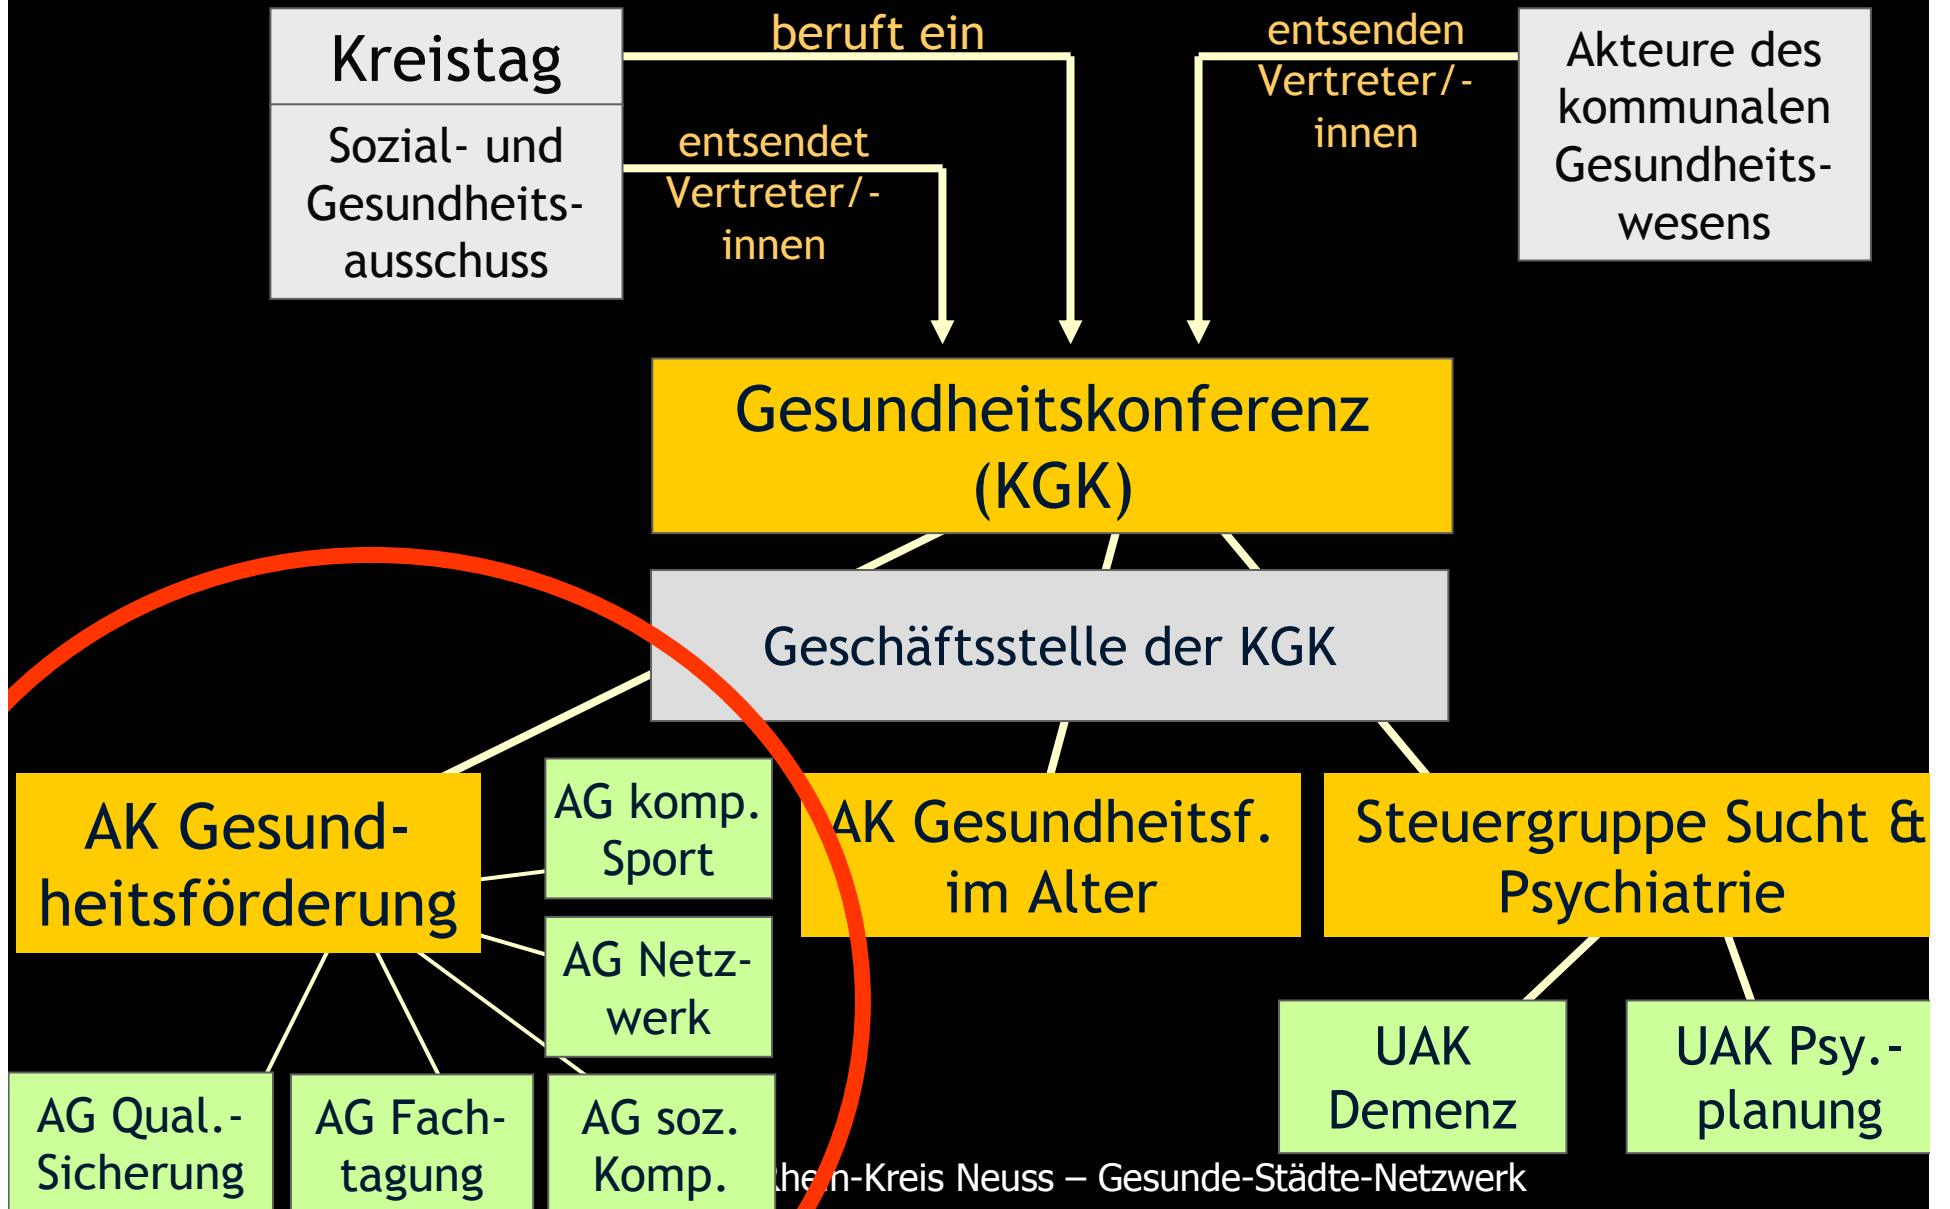 Kreistag
Sozial- und
Gesundheits-
ausschuss
beruft ein
entsendet
Vertreter/-
innen
entsenden
Vertreter/-
innen
Akteure des
kommunalen
Gesundheits-
wesens
Gesundheitskonferenz
(KGK)
Geschäftsstelle der KGK
AK Gesund-
heitsförderung
AG komp.
Sport
AG Netz-
werk
AG Qual.-
Sicherung
AG Fach-
tagung
AG soz.
Komp.
AK Gesundheitsf.
im Alter
Steuergruppe Sucht &
Psychiatrie
UAK
Demenz
UAK Psy.-
planung
Rhein-Kreis Neuss – Gesunde-Städte-Netzwerk